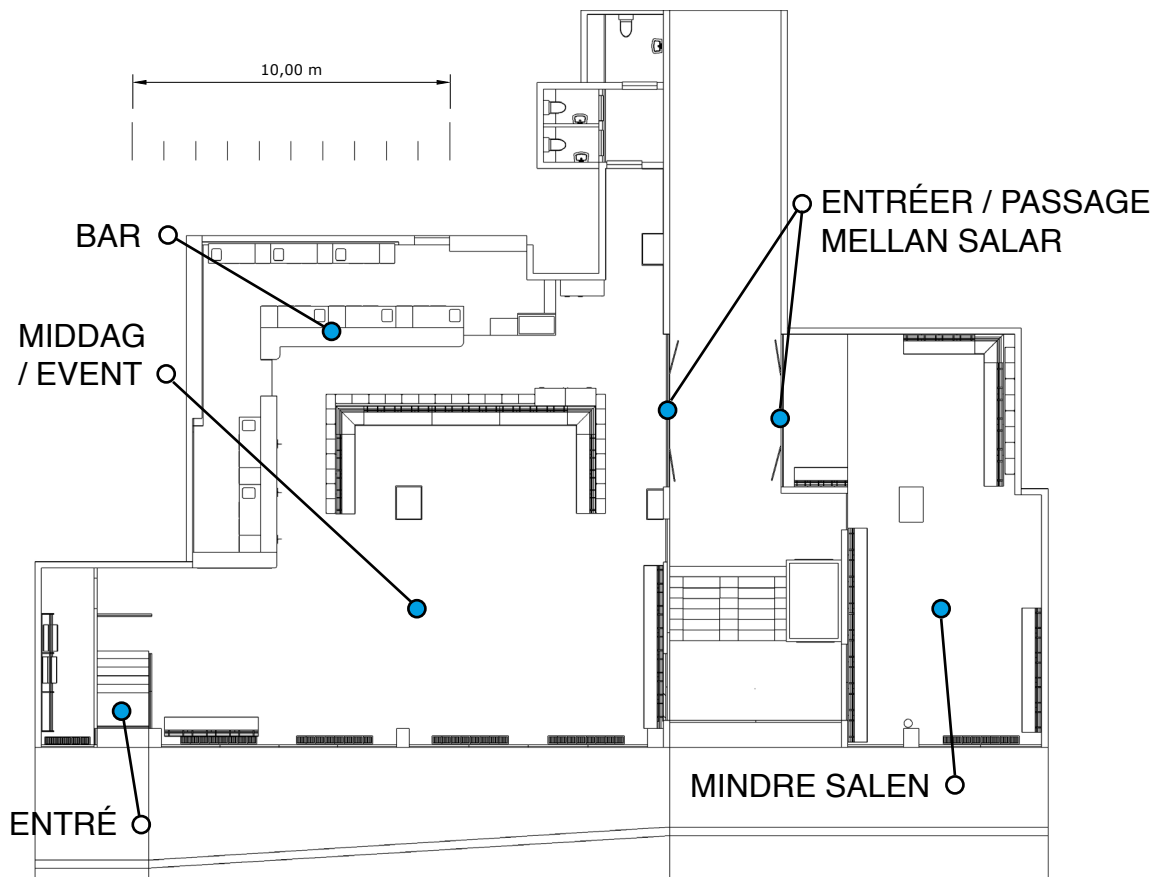 10,00 m
BAR
ENTRÉER / PASSAGE
MELLAN SALAR
MIDDAG
/ EVENT
MINDRE SALEN
ENTRÉ